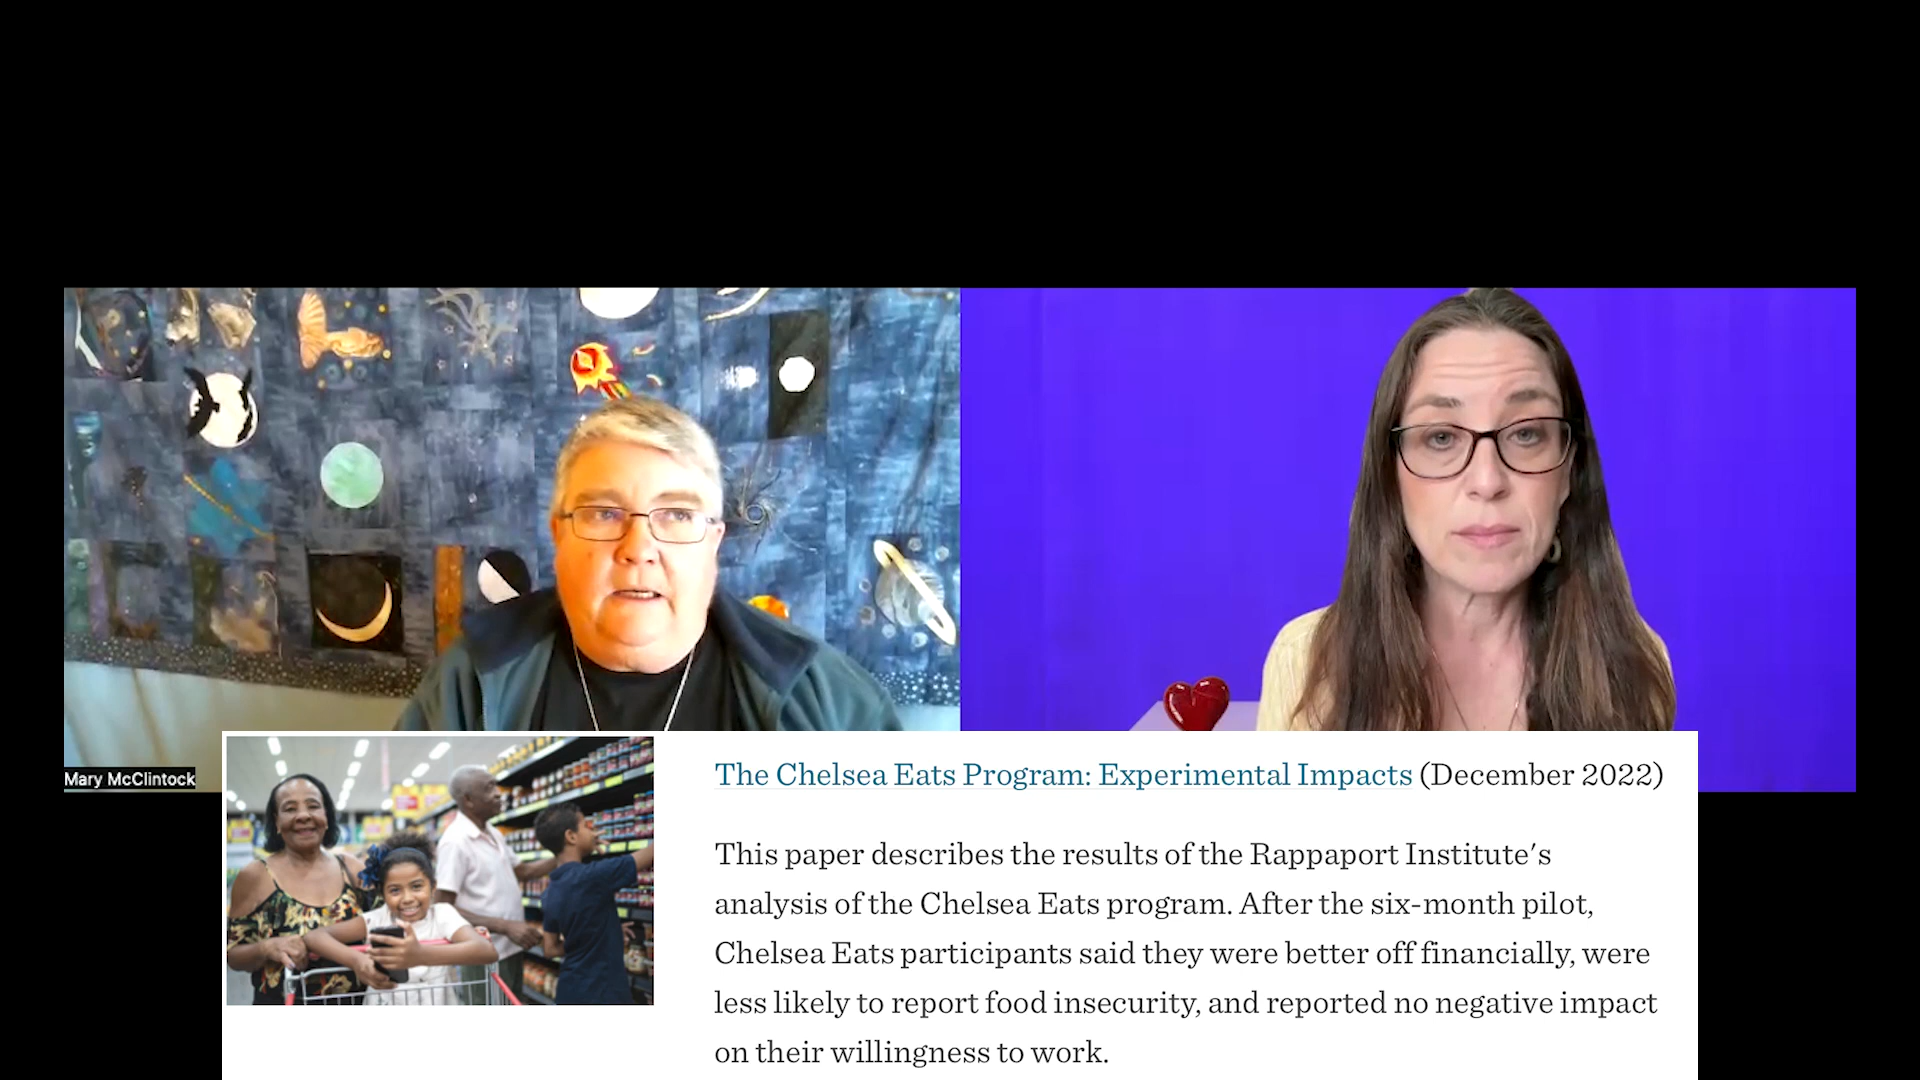 Mary McClintock
The Chelsea Eats Program: Experimental Impacts (December 2022)
This paper describes the results of the Rappaport Institute's
analysis of the Chelsea Eats program. After the six-month pilot,
Chelsea Eats participants said they were better off financially, were
less likely to report food insecurity, and reported no negative impact
on their willingness to work.